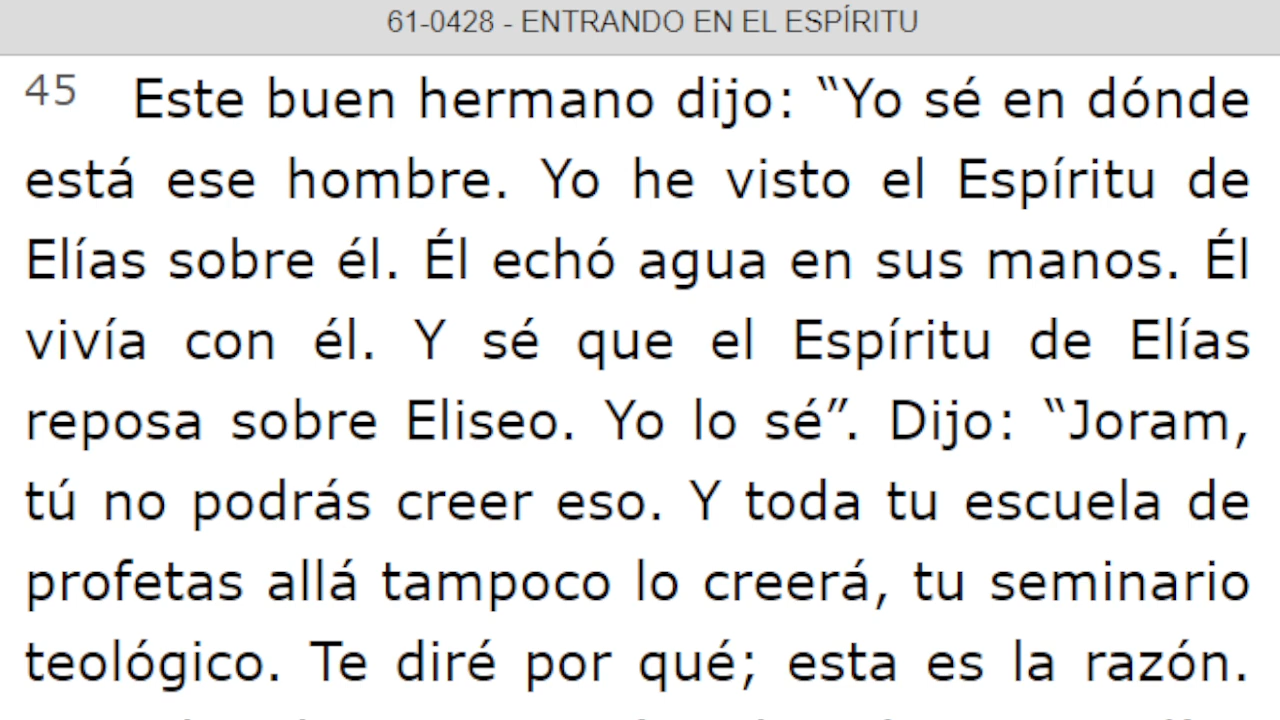 61-0428 - ENTRANDO EN EL ESPÍRITU
45 Este buen hermano dijo: “Yo sé en dónde
está ese hombre. Yo he visto el Espíritu de
Elías sobre él. Él echó agua en sus manos. Él
vivía con él. Y sé que el Espíritu de Elías
reposa sobre Eliseo. Yo lo sé”. Dijo: “Joram,
tú no podrás creer eso. Y toda tu escuela de
profetas allá tampoco lo creerá, tu seminario
teológico. Te diré por qué; esta es la razón.